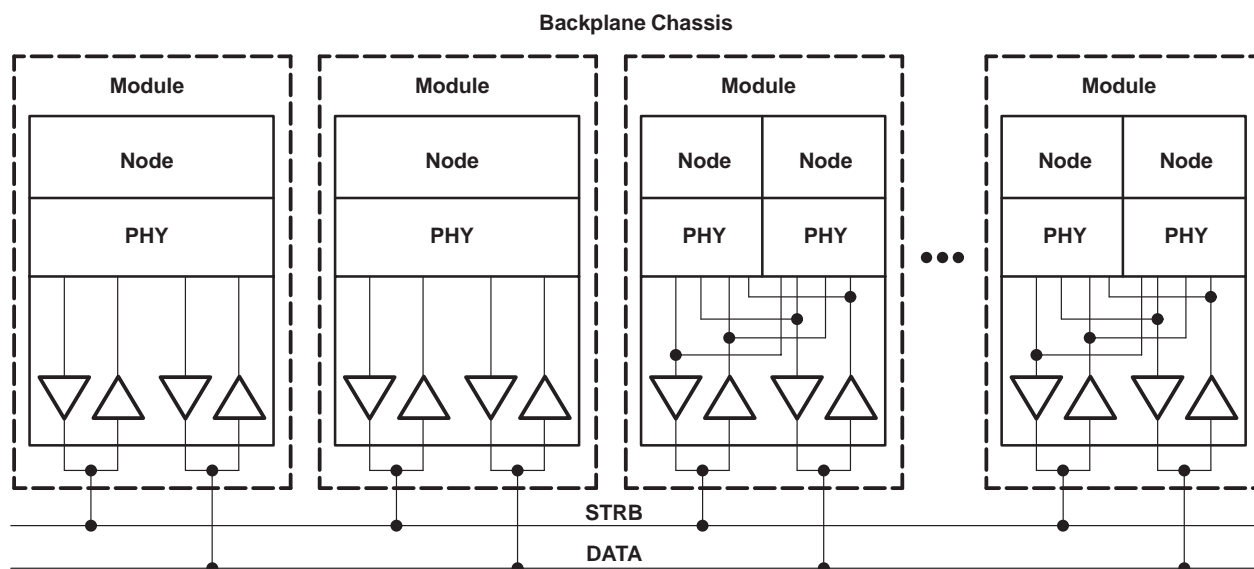 Backplane Chassis
Module Module Module Module
Node Node Node Node Node Node
PHY PHY PHY PHY PHY PHY
STRB
DATA